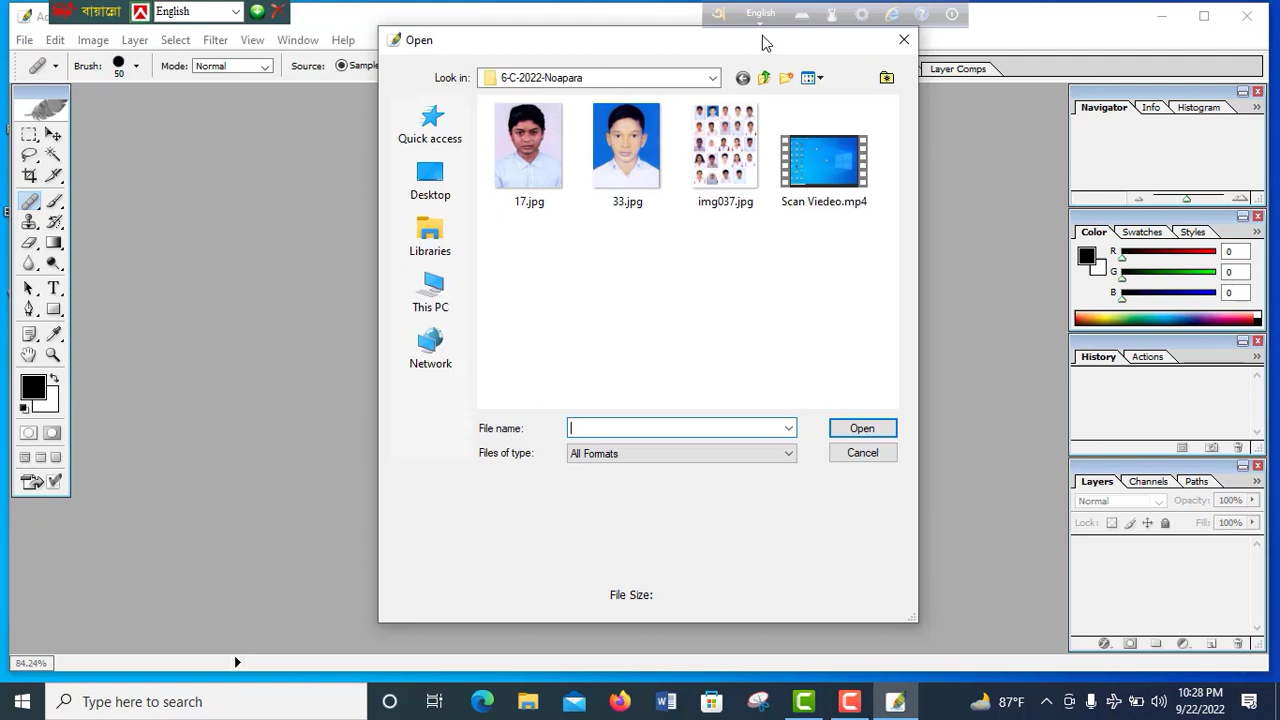 Ad
বায়ান্নো
English
অ English
File Edit Image Layer Select Filter View Window Help
Brush: 50 Mode: Normal Source: Sample
Layer Comps
Open
Look in: 6-C-2022-Noapara
Quick access
Desktop
Libraries
This PC
Network
17.jpg 33.jpg img037.jpg Scan Viedeo.mp4
File name: Open
Files of type: All Formats Cancel
File Size:
Navigator Info Histogram
Color Swatches Styles
R 0
G 0
B 0
History Actions
Layers Channels Paths
Normal Opacity: 100%
Lock: Fill: 100%
84.24%
Type here to search
87°F
10:28 PM
9/22/2022